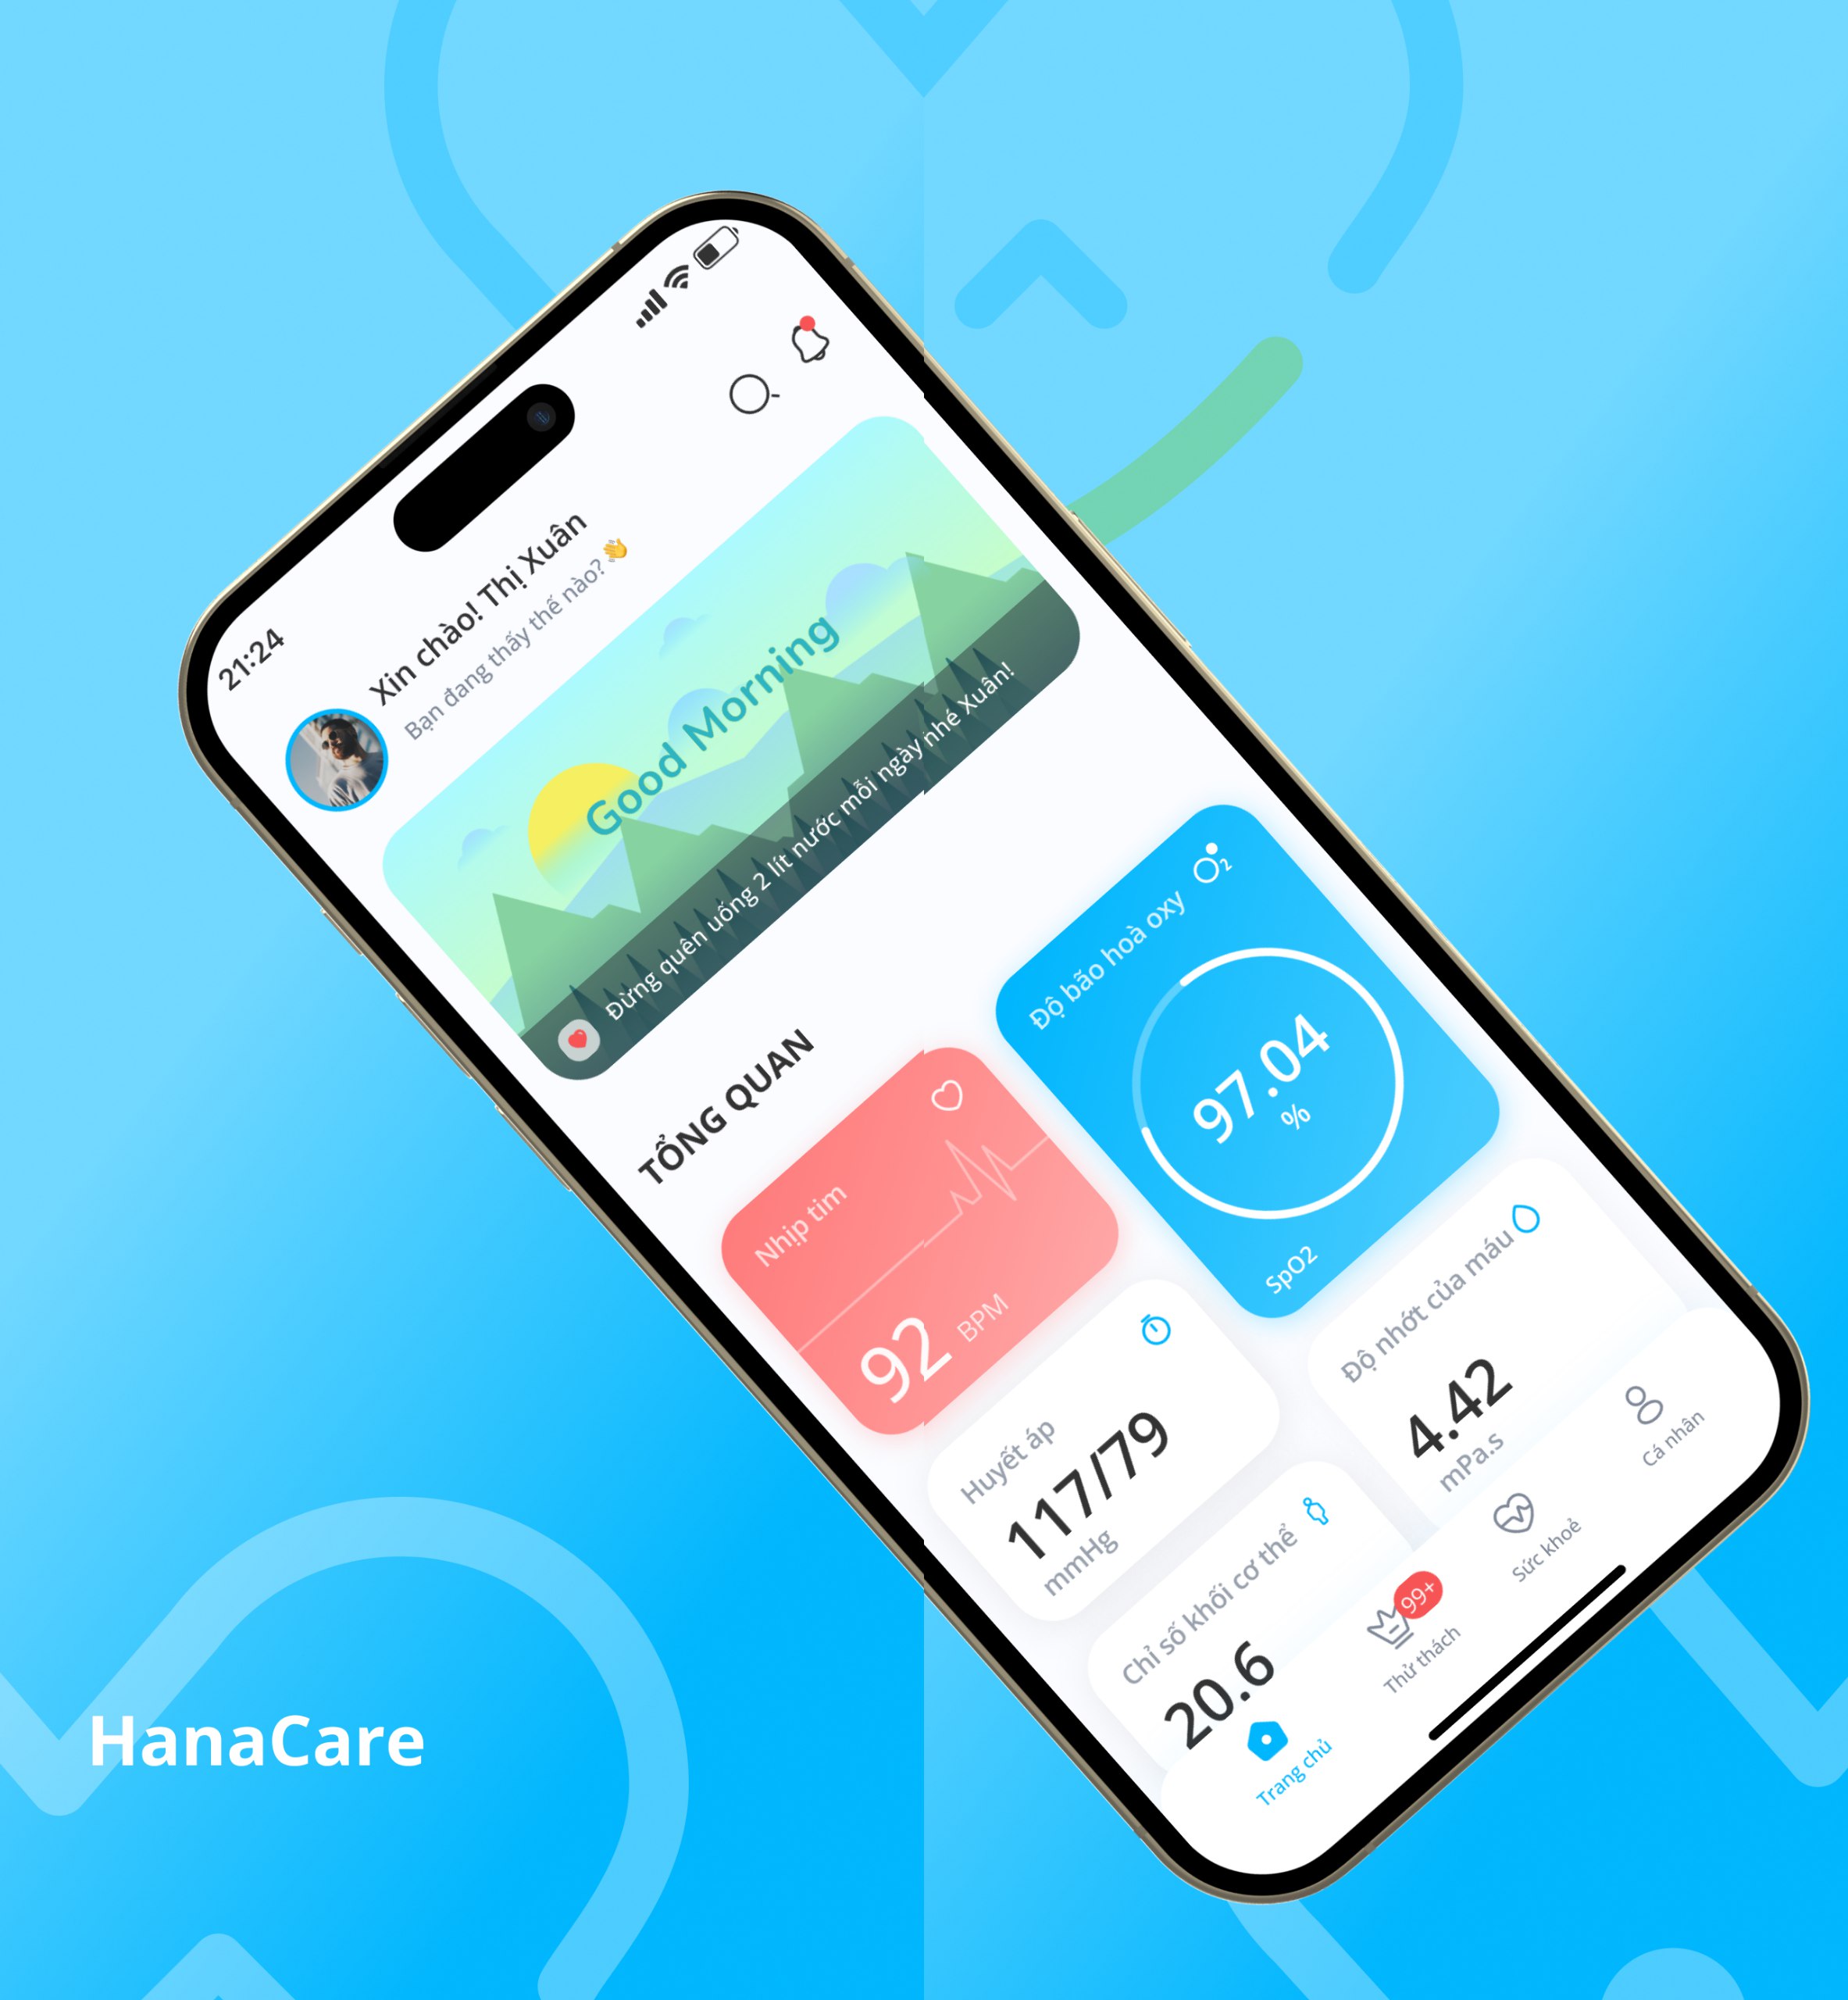 21:24
Xin chào! Thị Xuân
Bạn đang thấy thế nào? 👋
Good Morning
Đừng quên uống 2 lít nước mỗi ngày nhé Xuân!
TỔNG QUAN
Nhịp tim
92 BPM
Độ bão hoà oxy
O2
97.04
%
SpO2
Huyết áp
117/79
mmHg
Độ nhớt của máu
4.42
mPa.s
Chỉ số khối cơ thể
20.6
Trang chủ
99+
Thử thách
Sức khoẻ
Cá nhân
HanaCare